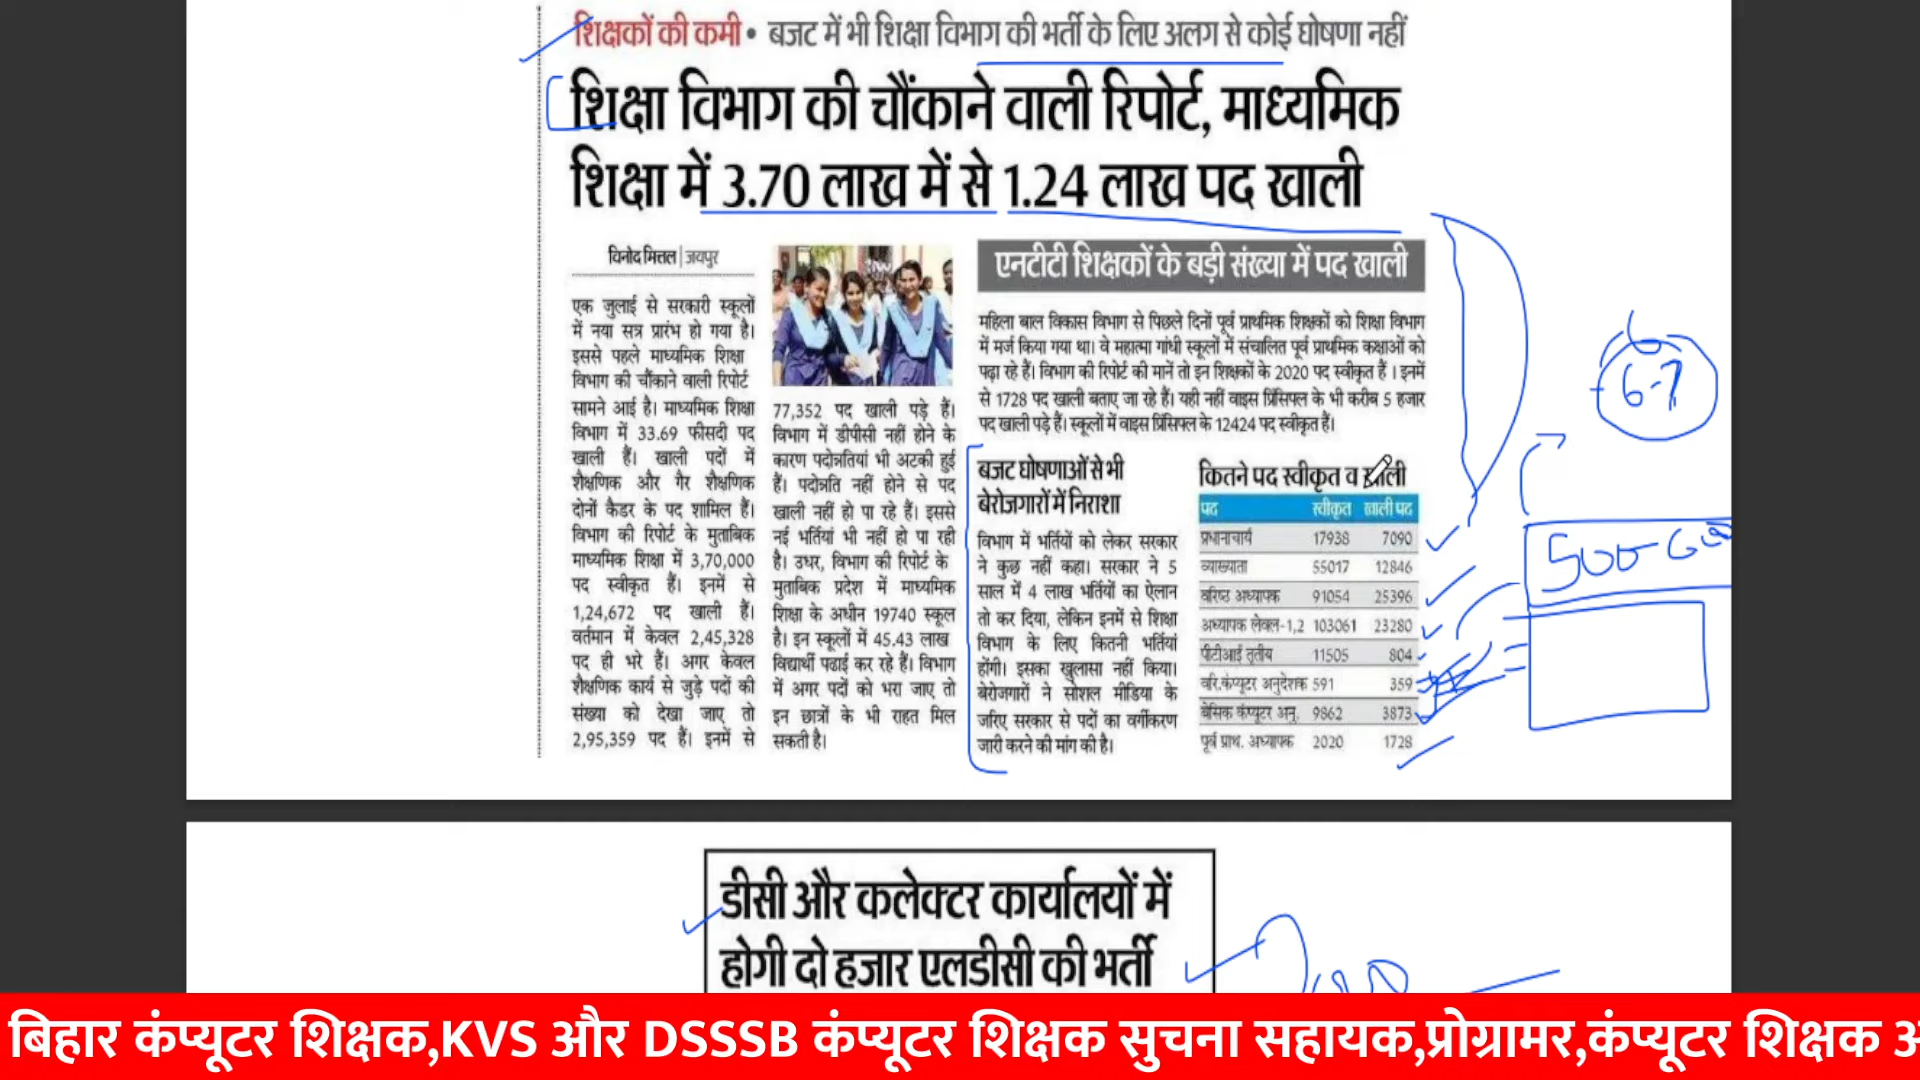 शिक्षकों की कमी • बजट में भी शिक्षा विभाग की भर्ती के लिए अलग से कोई घोषणा नहीं
शिक्षा विभाग की चौंकाने वाली रिपोर्ट, माध्यमिक
शिक्षा में 3.70 लाख में से 1.24 लाख पद खाली
विनोद मित्तल | जयपुर
एक जुलाई से सरकारी स्कूलों
में नया सत्र प्रारंभ हो गया है।
इससे पहले माध्यमिक शिक्षा
विभाग की चौंकाने वाली रिपोर्ट
सामने आई है। माध्यमिक शिक्षा
विभाग में 33.69 फीसदी पद
खाली हैं। खाली पदों में
शैक्षणिक और गैर शैक्षणिक
दोनों कैडर के पद शामिल हैं।
विभाग की रिपोर्ट के मुताबिक
माध्यमिक शिक्षा में 3,70,000
पद स्वीकृत हैं। इनमें से
1,24,672 पद खाली हैं।
वर्तमान में केवल 2,45,328
पद ही भरे हैं। अगर केवल
शैक्षणिक कार्य से जुड़े पदों की
संख्या को देखा जाए तो
2,95,359 पद हैं। इनमें से
77,352 पद खाली पड़े हैं।
विभाग में डीपीसी नहीं होने के
कारण पदोन्नतियां भी अटकी हुई
हैं। पदोन्नति नहीं होने से पद
खाली नहीं हो पा रहे हैं। इससे
नई भर्तियां भी नहीं हो पा रही
है। उधर, विभाग की रिपोर्ट के
मुताबिक प्रदेश में माध्यमिक
शिक्षा के अधीन 19740 स्कूल
है। इन स्कूलों में 45.43 लाख
विद्यार्थी पढाई कर रहे हैं। विभाग
में अगर पदों को भरा जाए तो
इन छात्रों के भी राहत मिल
सकती है।
एनटीटी शिक्षकों के बड़ी संख्या में पद खाली
महिला बाल विकास विभाग से पिछले दिनों पूर्व प्राथमिक शिक्षकों को शिक्षा विभाग
में मर्ज किया गया था। वे महात्मा गांधी स्कूलों में संचालित पूर्व प्राथमिक कक्षाओं को
पढ़ा रहे हैं। विभाग की रिपोर्ट की मानें तो इन शिक्षकों के 2020 पद स्वीकृत हैं । इनमें
से 1728 पद खाली बताए जा रहे हैं। यही नहीं वाइस प्रिंसिपल के भी करीब 5 हजार
पद खाली पड़े हैं। स्कूलों में वाइस प्रिंसिपल के 12424 पद स्वीकृत हैं।
बजट घोषणाओं से भी
बेरोजगारों में निराशा
विभाग में भर्तियों को लेकर सरकार
ने कुछ नहीं कहा। सरकार ने 5
साल में 4 लाख भर्तियों का ऐलान
तो कर दिया, लेकिन इनमें से शिक्षा
विभाग के लिए कितनी भर्तियां
होंगी। इसका खुलासा नहीं किया।
बेरोजगारों ने सोशल मीडिया के
जरिए सरकार से पदों का वर्गीकरण
जारी करने की मांग की है।
कितने पद स्वीकृत व खाली
पद स्वीकृत खाली पद
प्रधानाचार्य 17938 7090
व्याख्याता 55017 12846
वरिष्ठ अध्यापक 91054 25396
अध्यापक लेवल-1,2 103061 23280
पीटीआई तृतीय 11505 804
वरि.कंप्यूटर अनुदेशक 591 359
बेसिक कंप्यूटर अनु. 9862 3873
पूर्व प्राथ. अध्यापक 2020 1728
6-7
500-
डीसी और कलेक्टर कार्यालयों में
होगी दो हजार एलडीसी की भर्ती
बिहार कंप्यूटर शिक्षक,KVS और DSSSB कंप्यूटर शिक्षक सुचना सहायक,प्रोग्रामर,कंप्यूटर शिक्षक